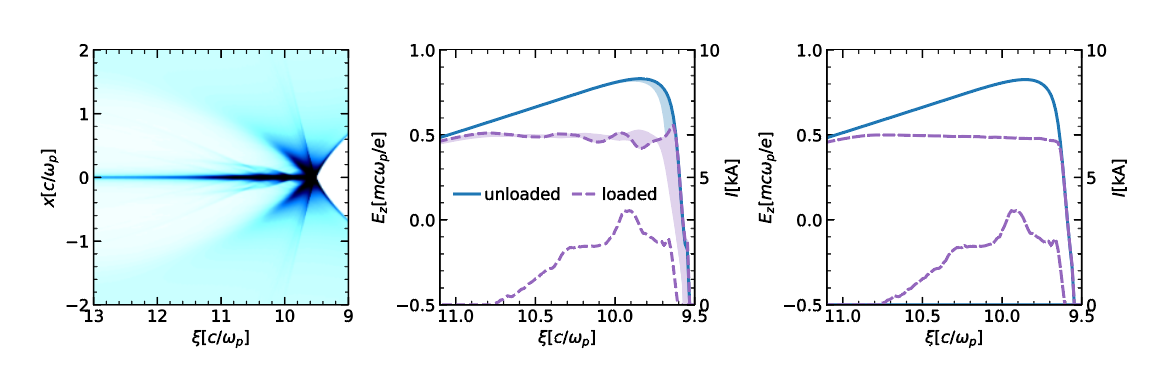 2
1
0
−1
−2
x[c/ω_p]
13 12 11 10 9
ξ[c/ω_p]
1.0
0.5
0.0
−0.5
E_z[mcω_p/e]
unloaded loaded
10
5
0
I[kA]
11.0 10.5 10.0 9.5
ξ[c/ω_p]
1.0
0.5
0.0
−0.5
E_z[mcω_p/e]
10
5
0
I[kA]
11.0 10.5 10.0 9.5
ξ[c/ω_p]